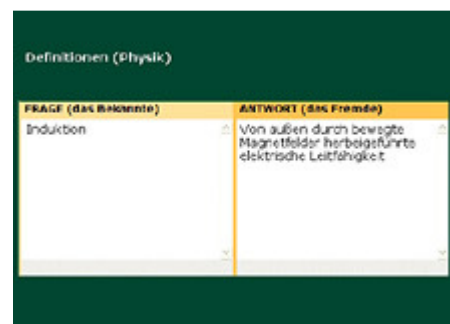 Definitionen (Physik)
FRAGE (das Bekannte)
ANTWORT (das Fremde)
Induktion
Von außen durch bewegte
Magnetfelder herbeigeführte
elektrische Leitfähigkeit